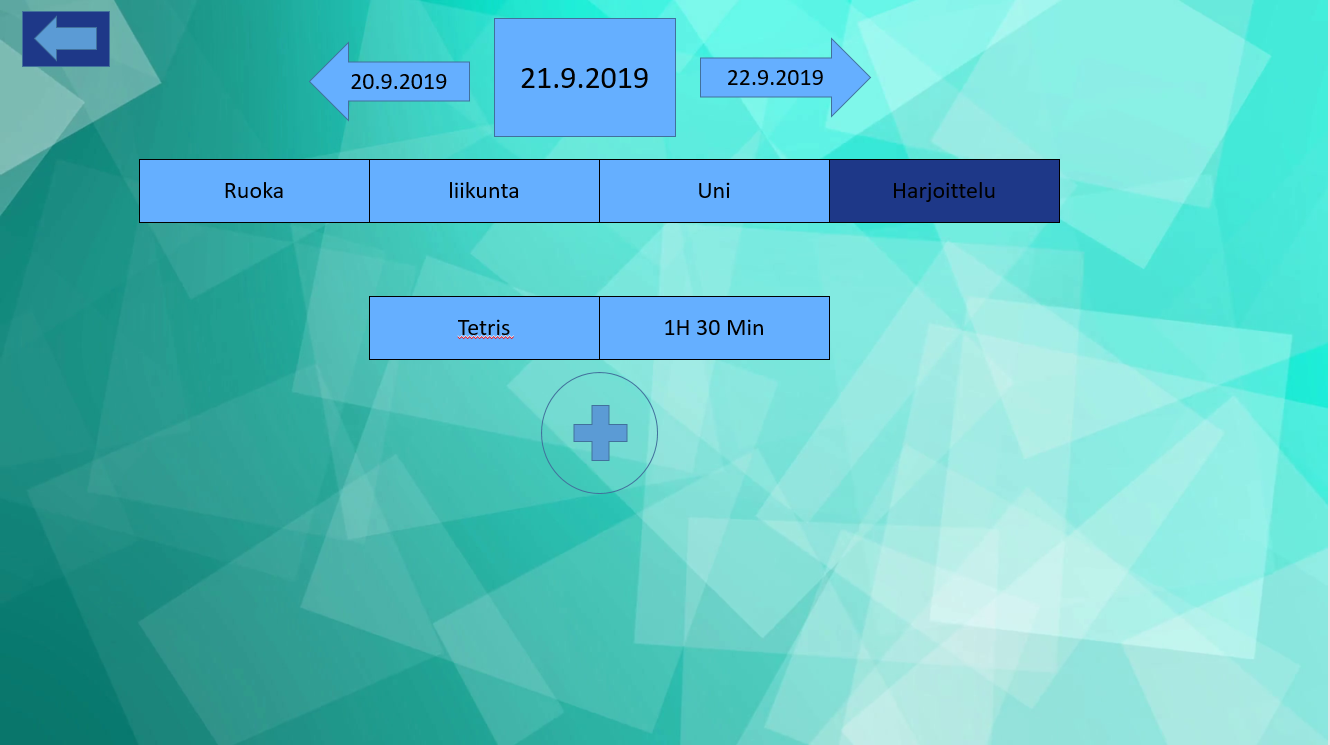 20.9.2019
21.9.2019
22.9.2019
Ruoka
liikunta
Uni
Harjoittelu
Tetris
1H 30 Min